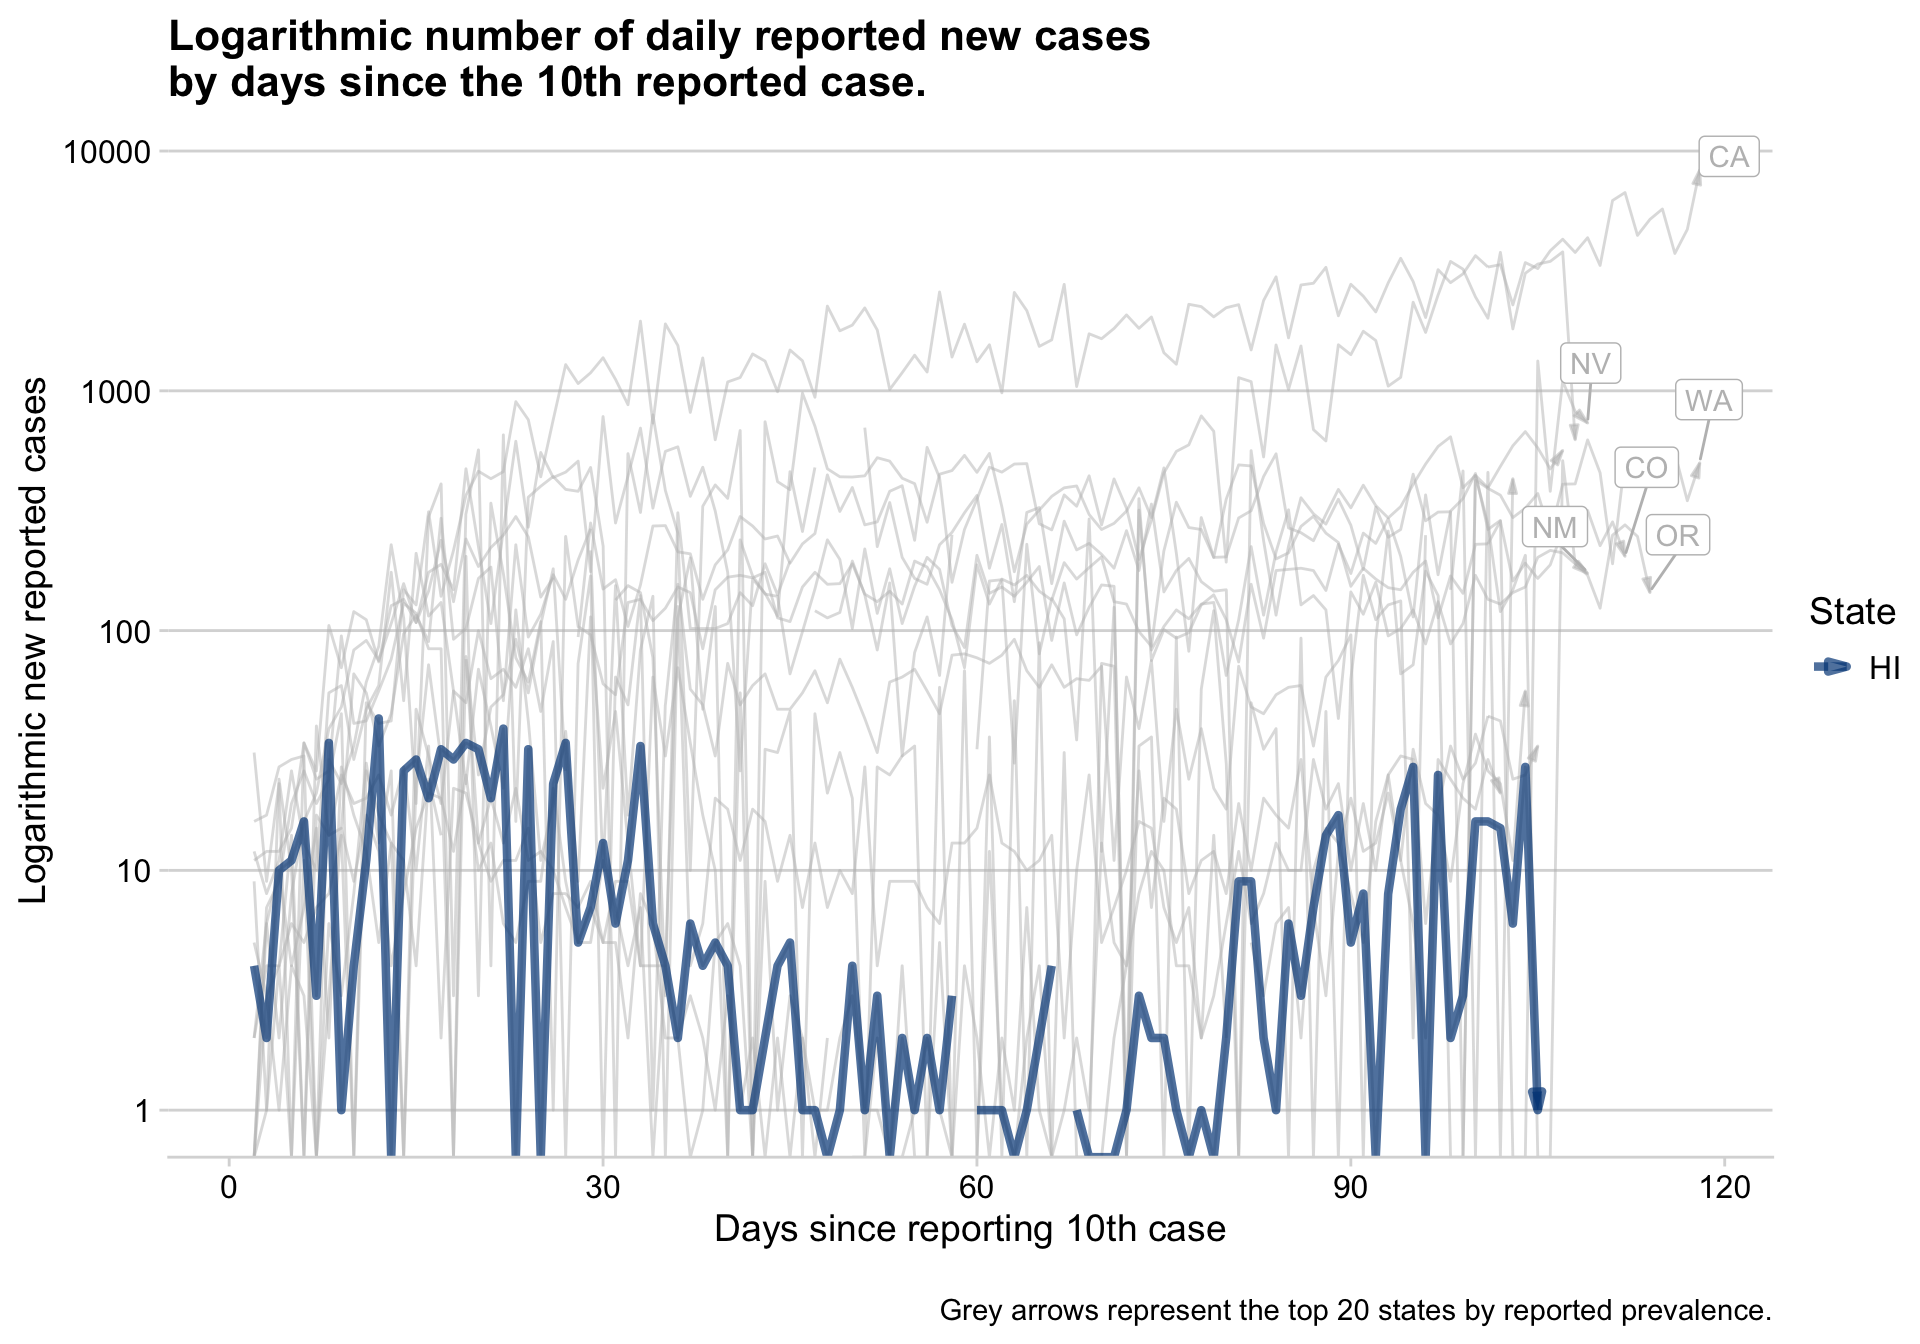 Logarithmic number of daily reported new cases
by days since the 10th reported case.
Logarithmic new reported cases
10000
1000
100
10
1
CA
NV
WA
CO
NM
OR
State
HI
0
30
60
90
120
Days since reporting 10th case
Grey arrows represent the top 20 states by reported prevalence.